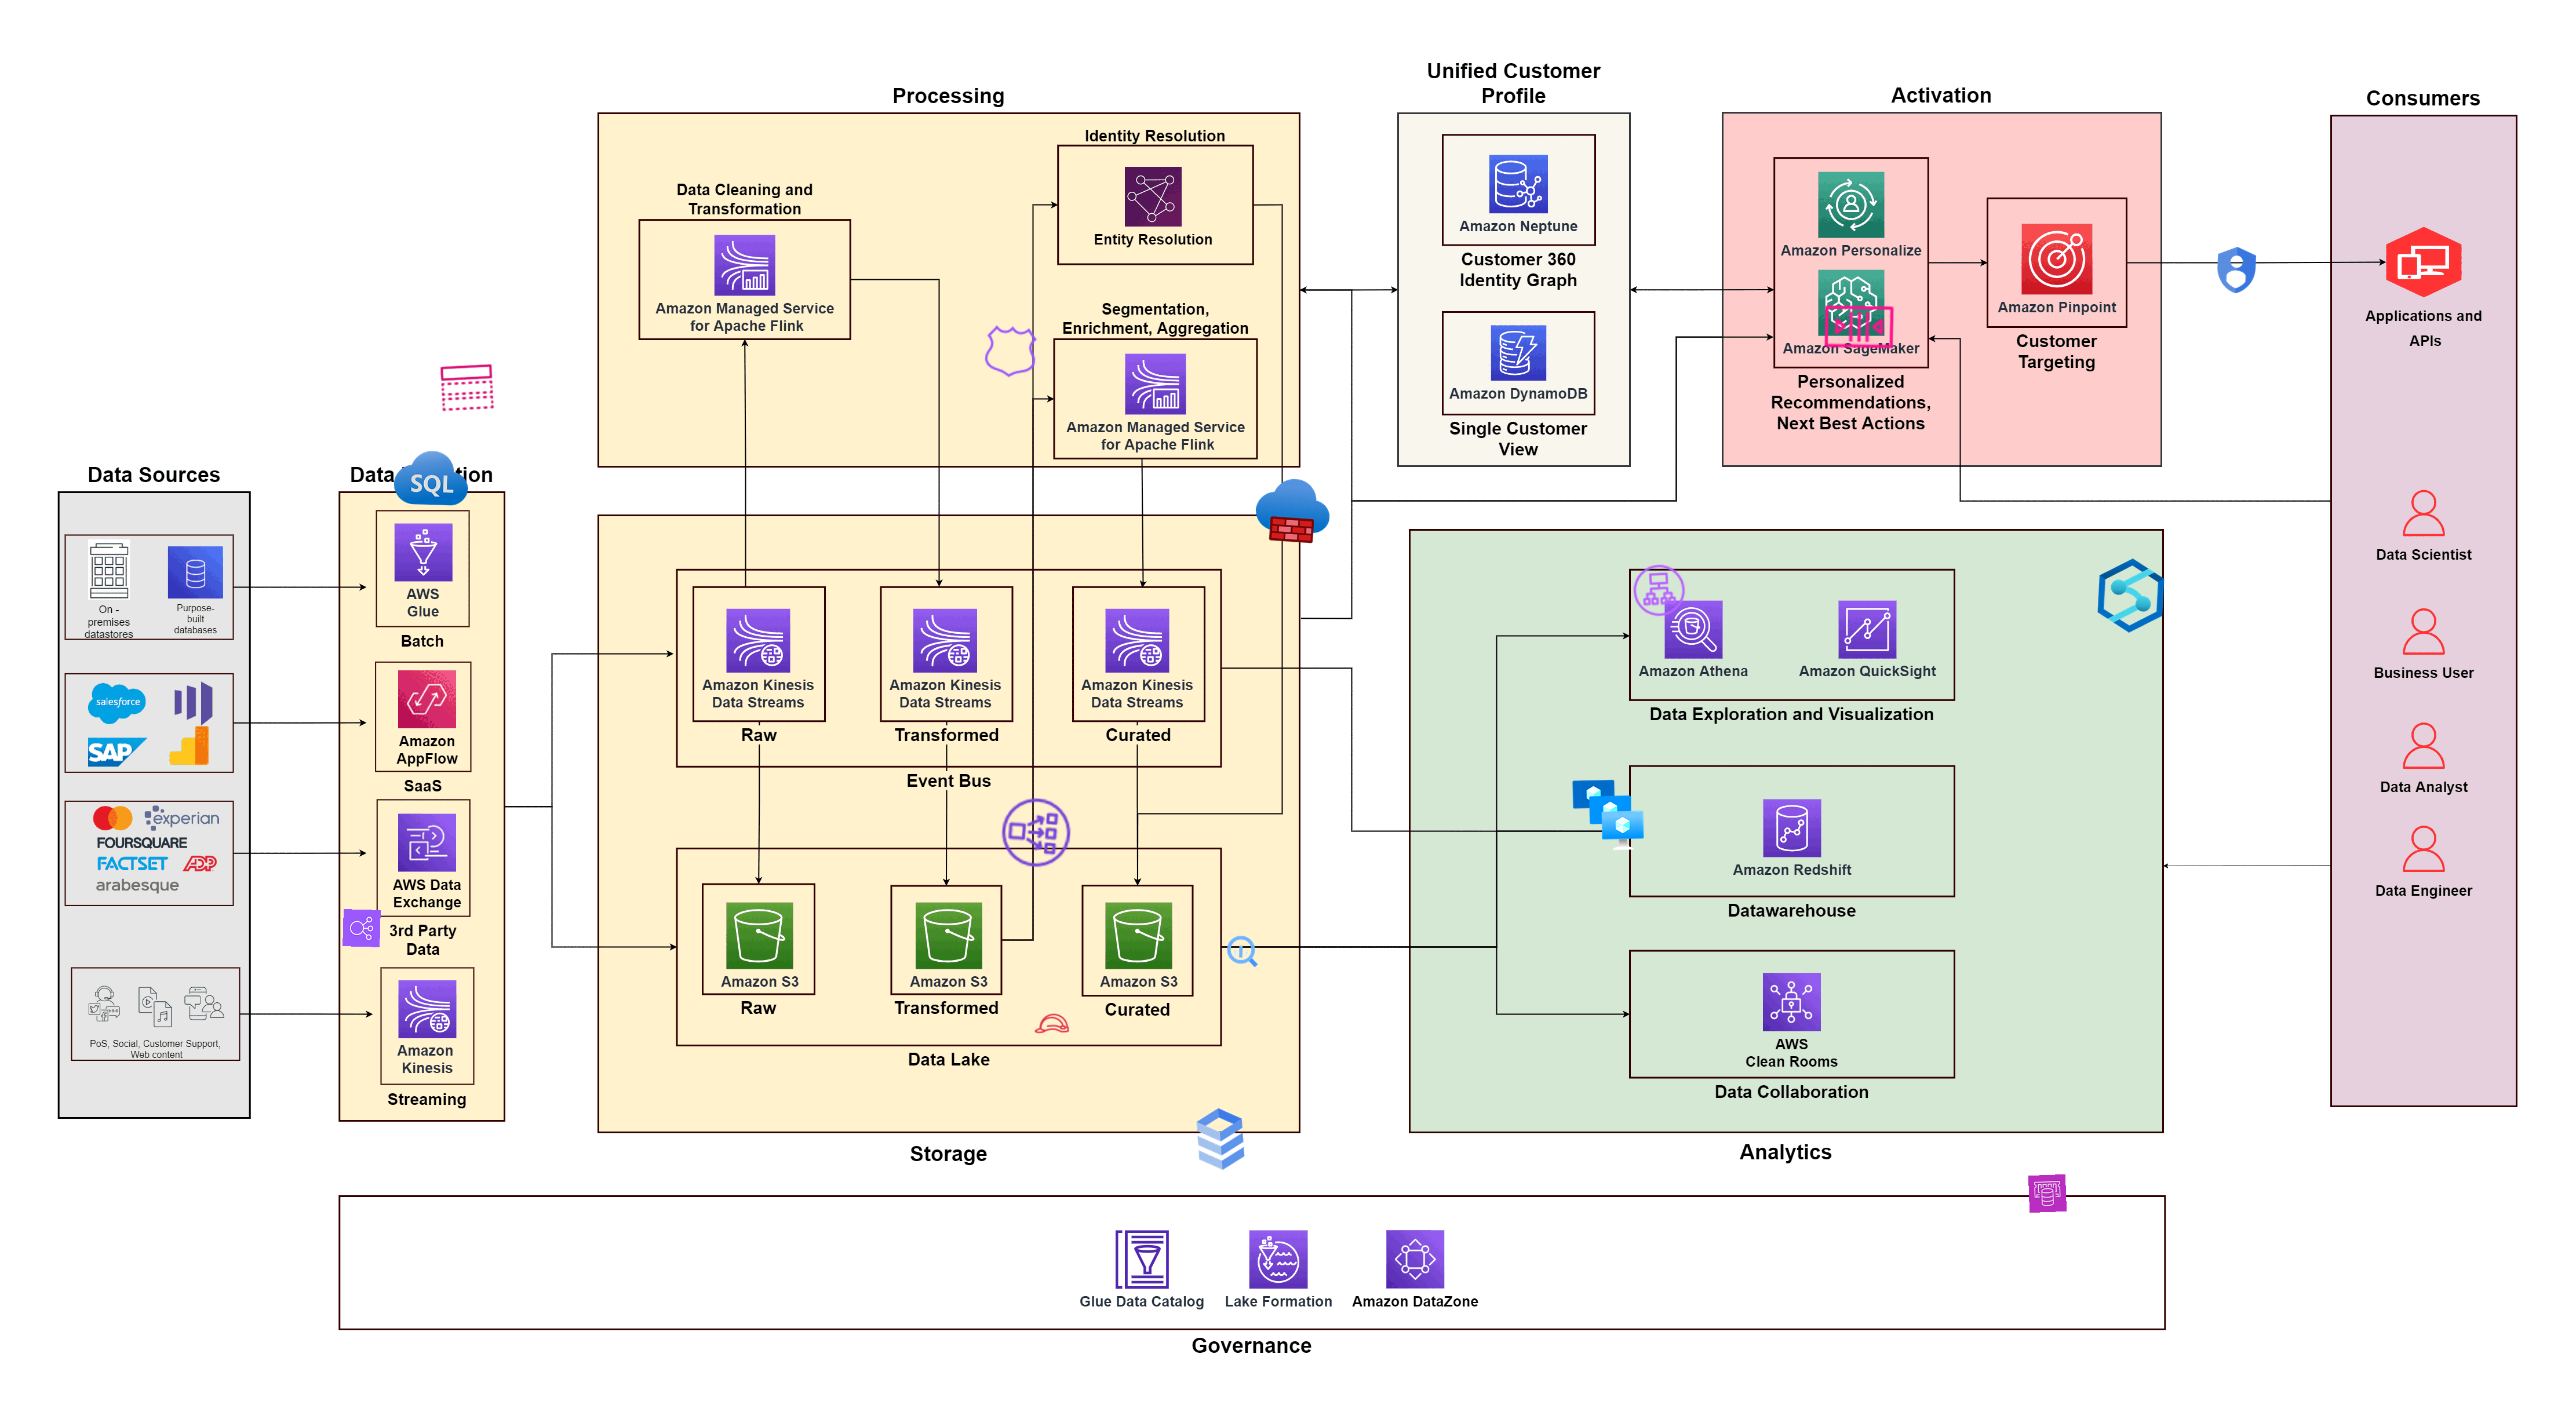 Processing
Unified Customer
Profile
Activation
Consumers
Identity Resolution
Entity Resolution
Data Cleaning and
Transformation
Amazon Managed Service
for Apache Flink
Segmentation,
Enrichment, Aggregation
Amazon Managed Service
for Apache Flink
Amazon Neptune
Customer 360
Identity Graph
Amazon DynamoDB
Single Customer
View
Amazon Personalize
Amazon SageMaker
Personalized
Recommendations,
Next Best Actions
Amazon Pinpoint
Customer
Targeting
Applications and
APIs
Data Scientist
Business User
Data Analyst
Data Engineer
Data Sources
On -
premises
datastores
Purpose-
built
databases
salesforce
SAP
experian
FOURSQUARE
FACTSET
ADP
arabesque
PoS, Social, Customer Support,
Web content
Data
SQL
AWS
Glue
Batch
Amazon
AppFlow
SaaS
AWS Data
Exchange
3rd Party
Data
Amazon
Kinesis
Streaming
Amazon Kinesis
Data Streams
Raw
Amazon Kinesis
Data Streams
Transformed
Amazon Kinesis
Data Streams
Curated
Event Bus
Amazon S3
Raw
Amazon S3
Transformed
Amazon S3
Curated
Data Lake
Storage
Amazon Athena
Amazon QuickSight
Data Exploration and Visualization
Amazon Redshift
Datawarehouse
AWS
Clean Rooms
Data Collaboration
Analytics
Glue Data Catalog
Lake Formation
Amazon DataZone
Governance